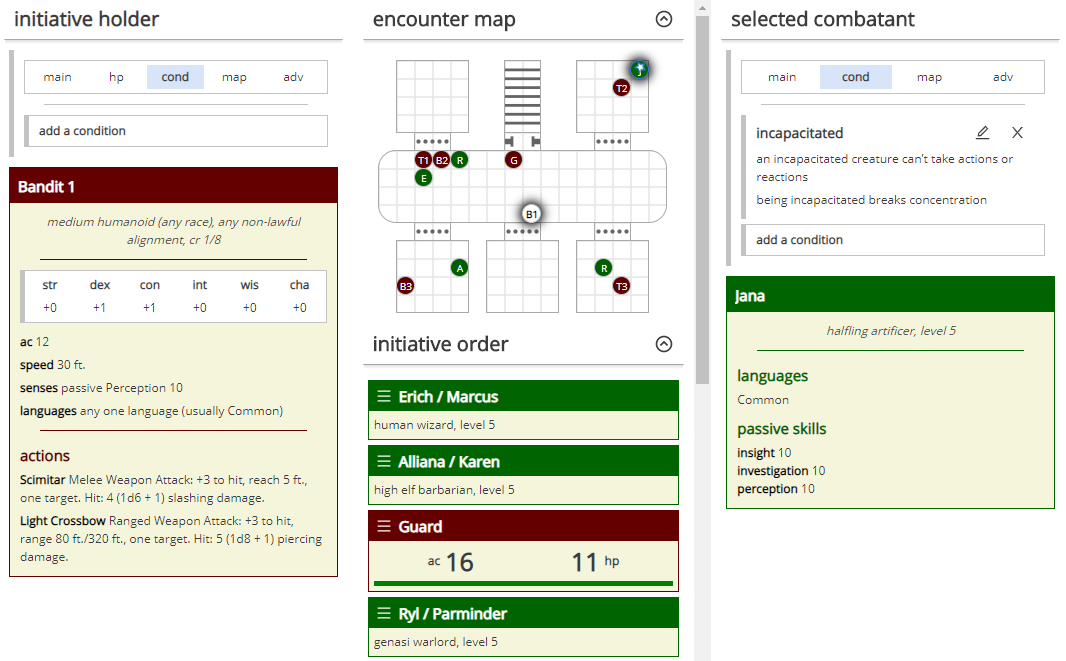 initiative holder
main hp cond map adv
add a condition
Bandit 1
medium humanoid (any race), any non-lawful
alignment, cr 1/8
str dex con int wis cha
+0 +1 +1 +0 +0 +0
ac 12
speed 30 ft.
senses passive Perception 10
languages any one language (usually Common)
actions
Scimitar Melee Weapon Attack: +3 to hit, reach 5 ft.,
one target. Hit: 4 (1d6 + 1) slashing damage.
Light Crossbow Ranged Weapon Attack: +3 to hit,
range 80 ft./320 ft., one target. Hit: 5 (1d8 + 1) piercing
damage.
encounter map
J
T2
T1 B2 R G
E
B1
A R
B3 T3
initiative order
Erich / Marcus
human wizard, level 5
Alliana / Karen
high elf barbarian, level 5
Guard
ac 16 11 hp
Ryl / Parminder
genasi warlord, level 5
selected combatant
main cond map adv
incapacitated
an incapacitated creature can't take actions or
reactions
being incapacitated breaks concentration
add a condition
Jana
halfling artificer, level 5
languages
Common
passive skills
insight 10
investigation 10
perception 10